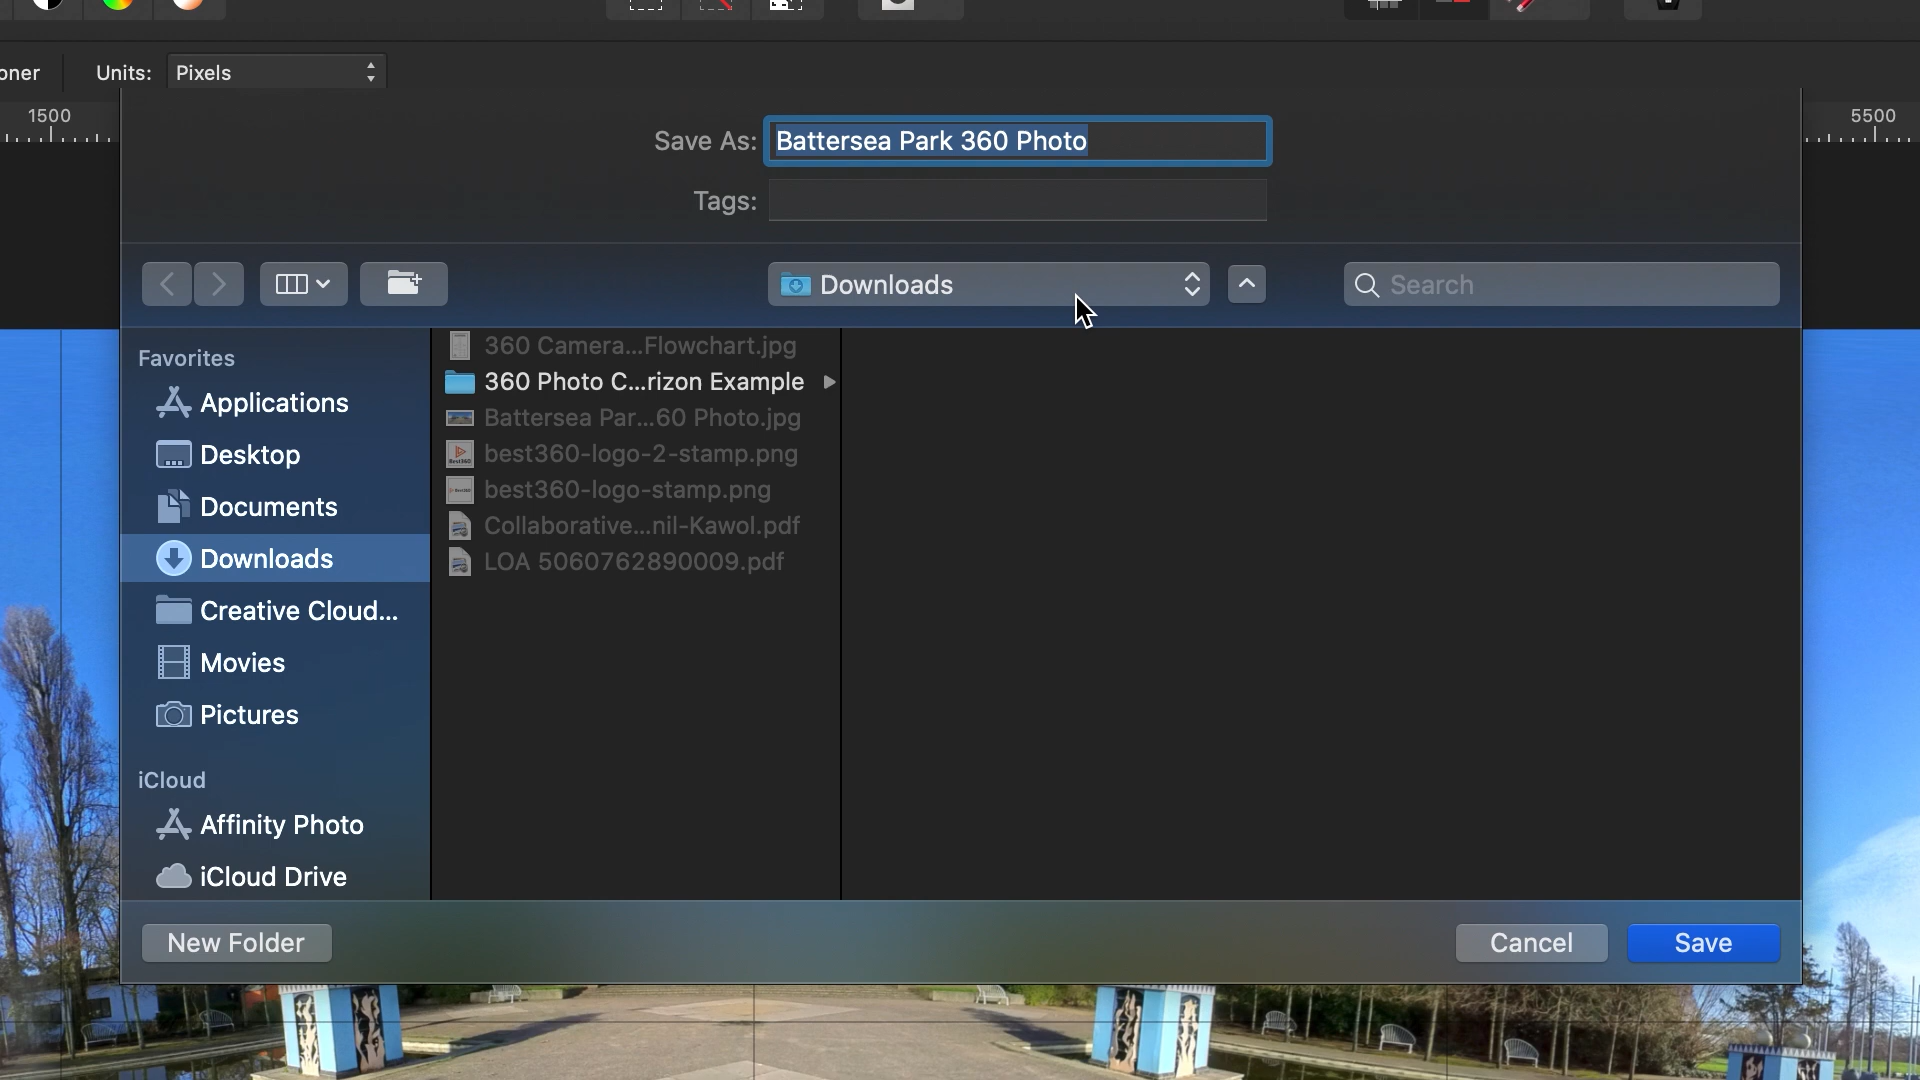 oner
Units: Pixels
1500
5500
Save As: Battersea Park 360 Photo
Tags:
Downloads
Search
Favorites
Applications
Desktop
Documents
Downloads
Creative Cloud...
Movies
Pictures
iCloud
Affinity Photo
iCloud Drive
360 Camera...Flowchart.jpg
360 Photo C...rizon Example
Battersea Par...60 Photo.jpg
best360-logo-2-stamp.png
best360-logo-stamp.png
Collaborative...nil-Kawol.pdf
LOA 5060762890009.pdf
New Folder
Cancel
Save